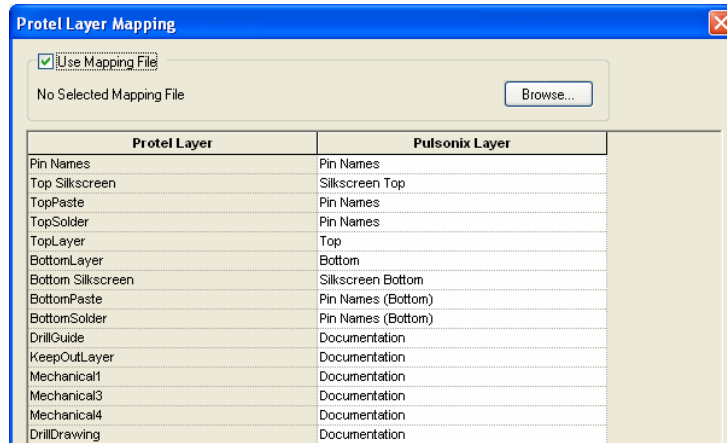 Protel Layer Mapping
Use Mapping File
No Selected Mapping File Browse...
Protel Layer Pulsonix Layer
Pin Names Pin Names
Top Silkscreen Silkscreen Top
TopPaste Pin Names
TopSolder Pin Names
TopLayer Top
BottomLayer Bottom
Bottom Silkscreen Silkscreen Bottom
BottomPaste Pin Names (Bottom)
BottomSolder Pin Names (Bottom)
DrillGuide Documentation
KeepOutLayer Documentation
Mechanical1 Documentation
Mechanical3 Documentation
Mechanical4 Documentation
DrillDrawing Documentation